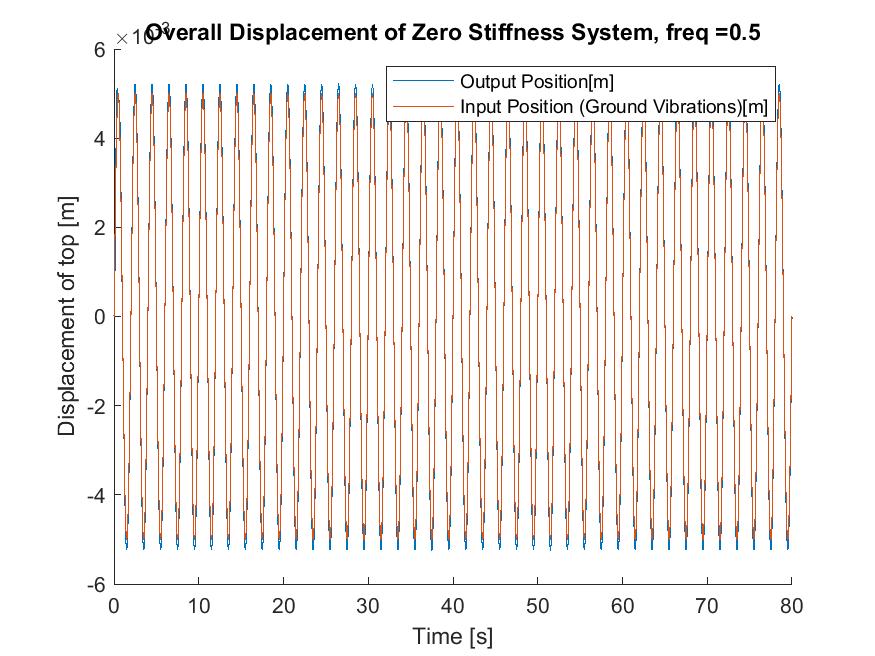 ×10-3
Overall Displacement of Zero Stiffness System, freq =0.5
Output Position[m]
Input Position (Ground Vibrations)[m]
6
4
2
0
-2
-4
-6
Displacement of top [m]
0 10 20 30 40 50 60 70 80
Time [s]